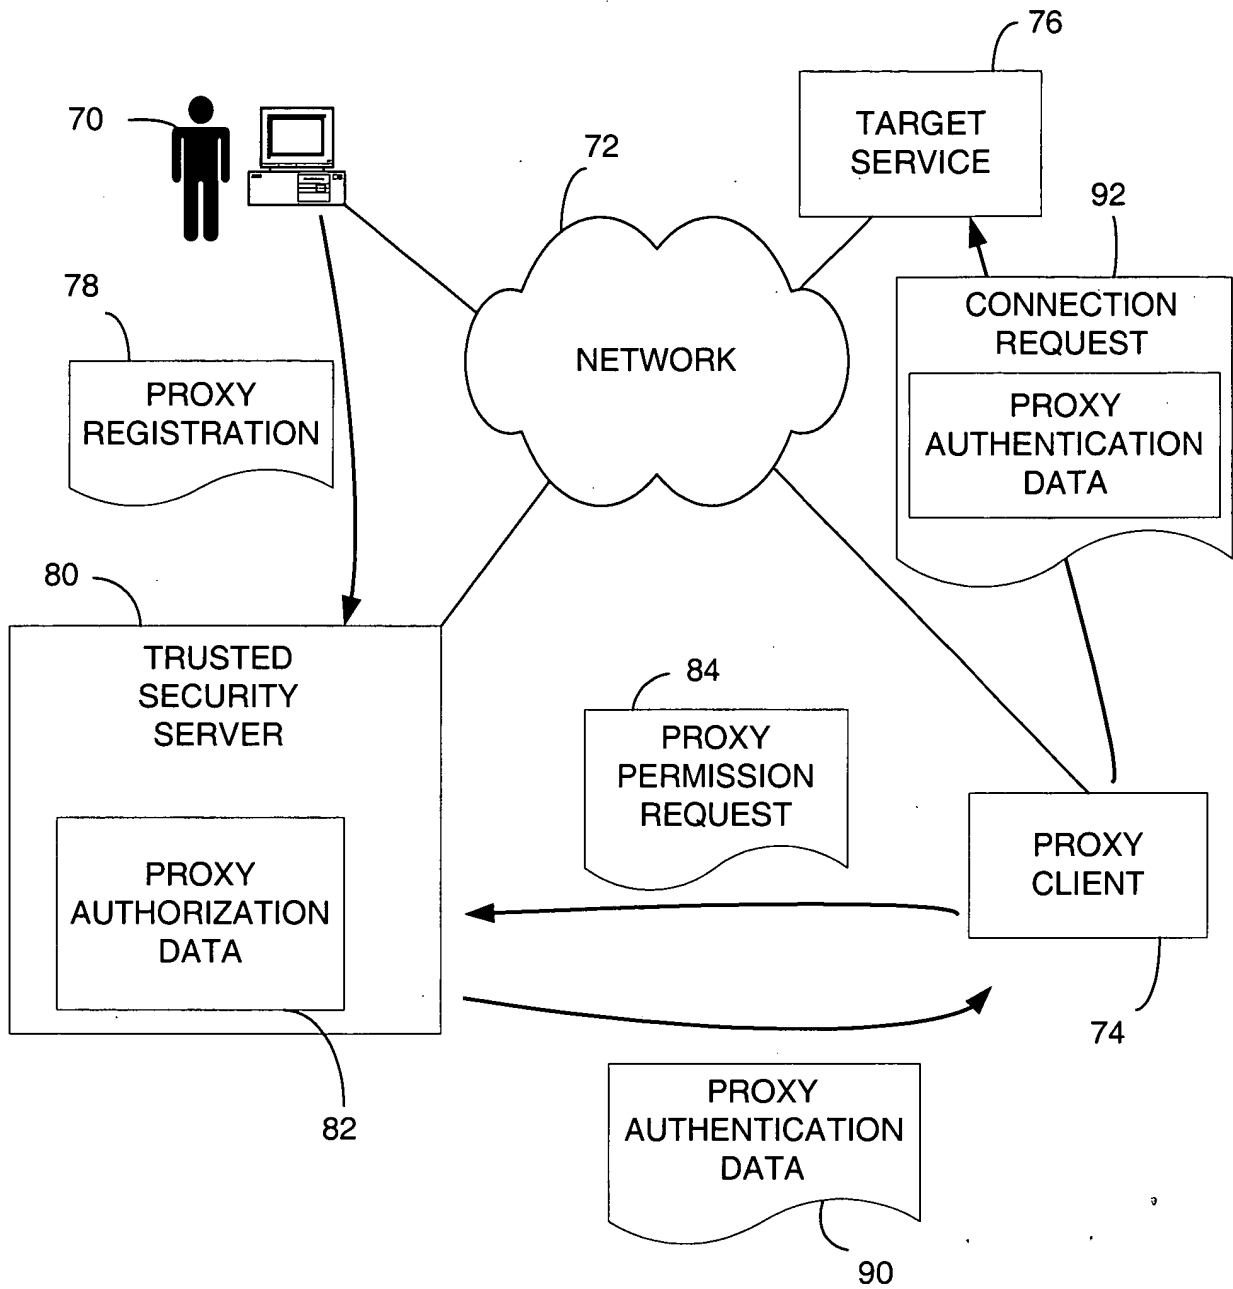 76
70
TARGET
SERVICE
72
92
78
CONNECTION
REQUEST
NETWORK
PROXY
REGISTRATION
PROXY
AUTHENTICATION
DATA
80
TRUSTED
SECURITY
SERVER
84
PROXY
PERMISSION
REQUEST
PROXY
CLIENT
PROXY
AUTHORIZATION
DATA
74
82
PROXY
AUTHENTICATION
DATA
90